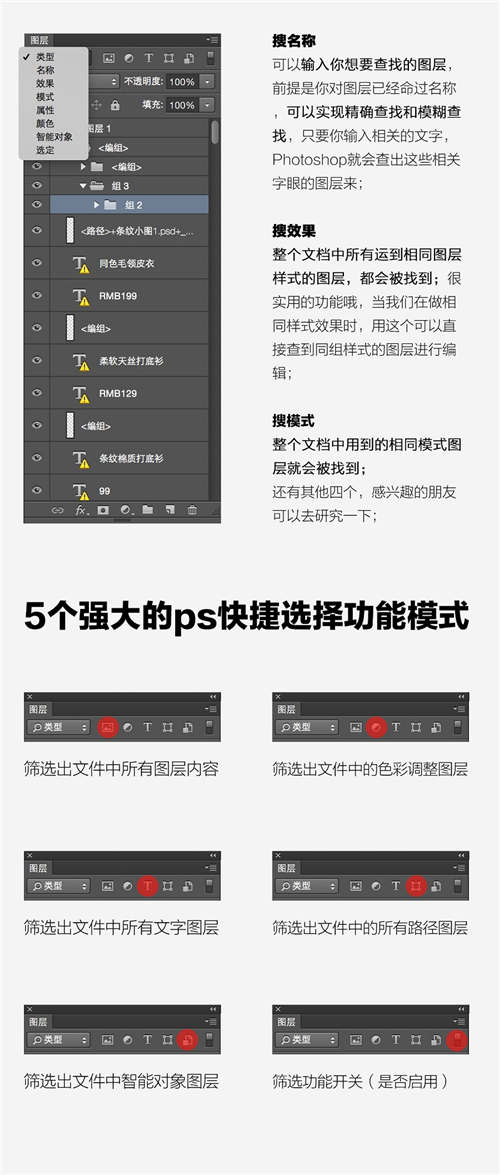 图层
✓ 类型
名称
效果
模式
属性
颜色
智能对象
选定
不透明度: 100%
填充: 100%
图层 1
<编组>
<编组>
组 3
组 2
<路径>+条纹小图1.psd+_...
同色毛领皮衣
RMB199
<编组>
柔软天丝打底衫
RMB129
<编组>
条纹棉质打底衫
99
fx
搜名称
可以输入你想要查找的图层，
前提是你对图层已经命过名称
，可以实现精确查找和模糊查
找，只要你输入相关的文字，
Photoshop就会查出这些相关
字眼的图层来；
搜效果
整个文档中所有运到相同图层
样式的图层，都会被找到；很
实用的功能哦，当我们在做相
同样式效果时，用这个可以直
接查到同组样式的图层进行编
辑；
搜模式
整个文档中用到的相同模式图
层就会被找到；
还有其他四个，感兴趣的朋友
可以去研究一下；
5个强大的ps快捷选择功能模式
图层
类型
筛选出文件中所有图层内容
图层
类型
筛选出文件中的色彩调整图层
图层
类型
筛选出文件中所有文字图层
图层
类型
筛选出文件中的所有路径图层
图层
类型
筛选出文件中智能对象图层
图层
类型
筛选功能开关（是否启用）